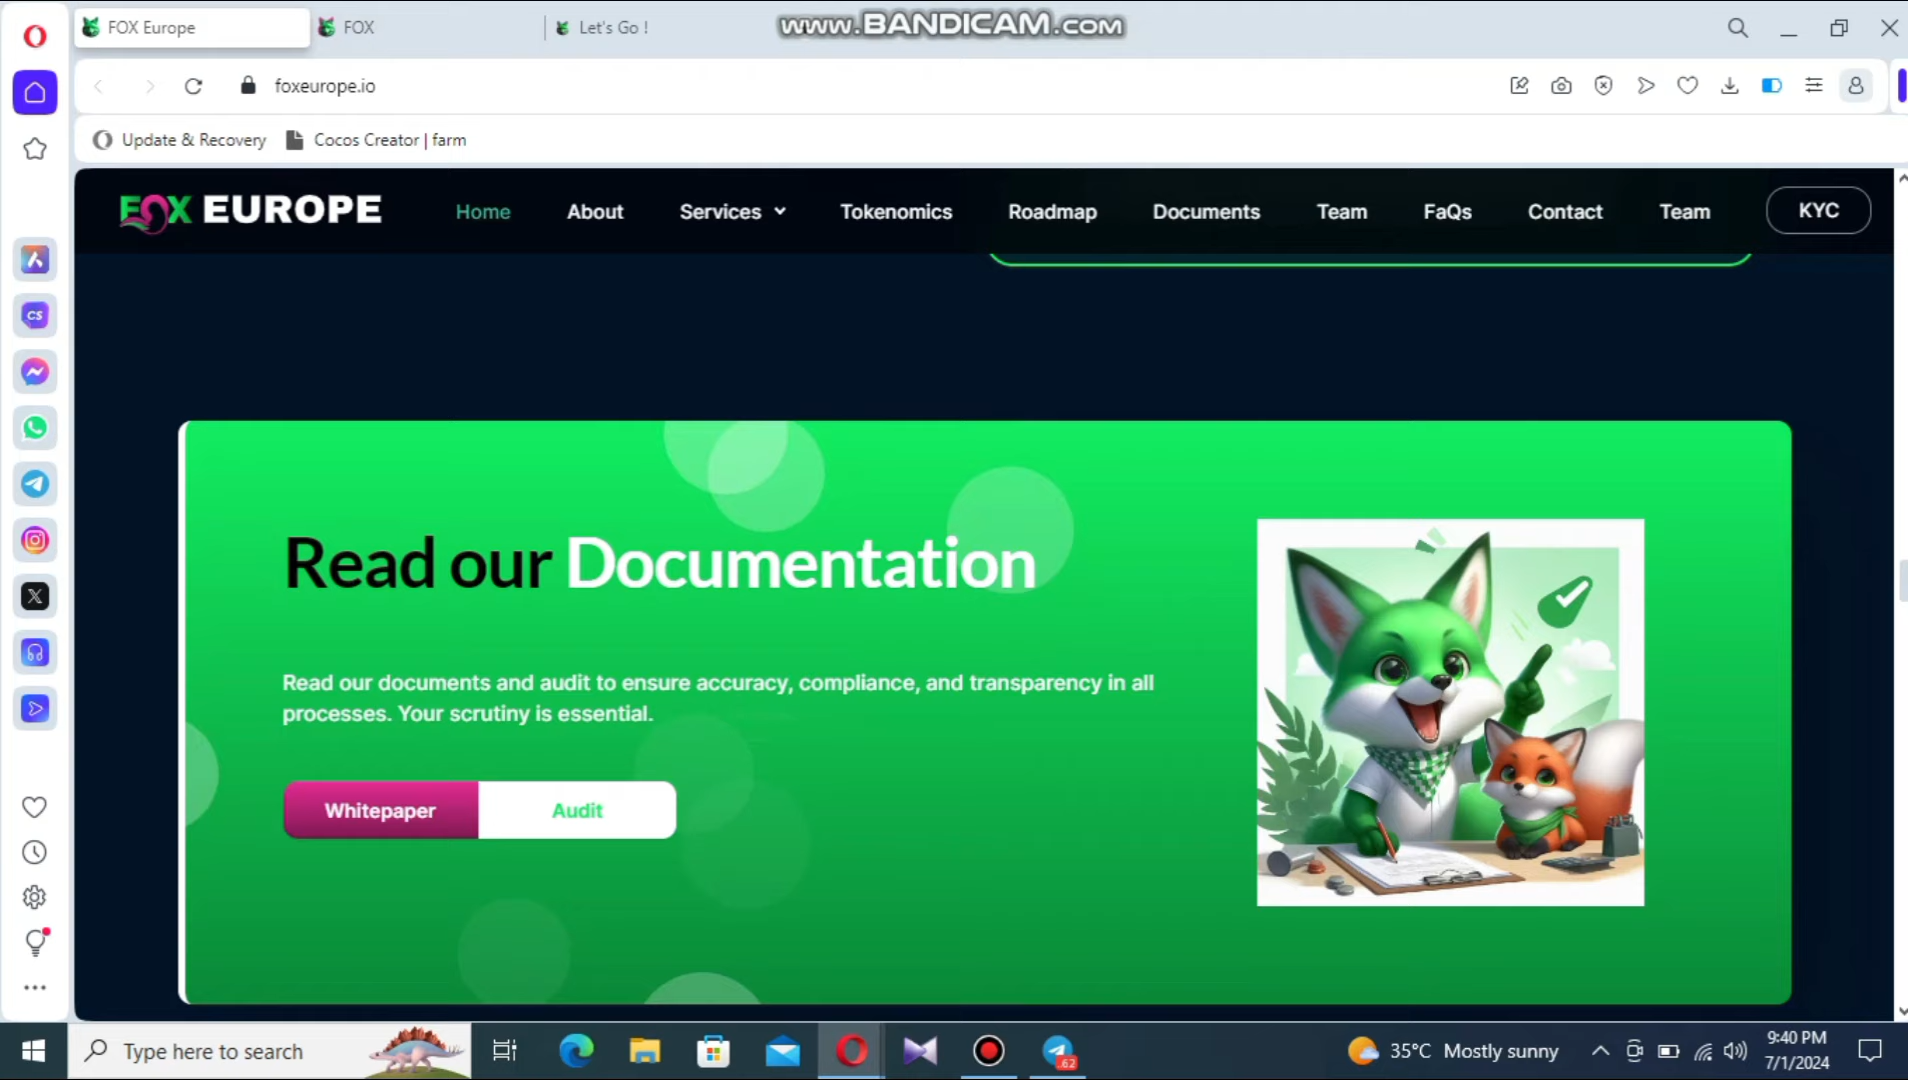 FOX Europe
FOX
Let's Go !
www.BANDICAM.com
foxeurope.io
Update & Recovery
Cocos Creator | farm
FOX EUROPE
Home
About
Services
Tokenomics
Roadmap
Documents
Team
FaQs
Contact
Team
KYC
CS
Read our Documentation
Read our documents and audit to ensure accuracy, compliance, and transparency in all
processes. Your scrutiny is essential.
Whitepaper
Audit
Type here to search
62
35°C Mostly sunny
9:40 PM
7/1/2024